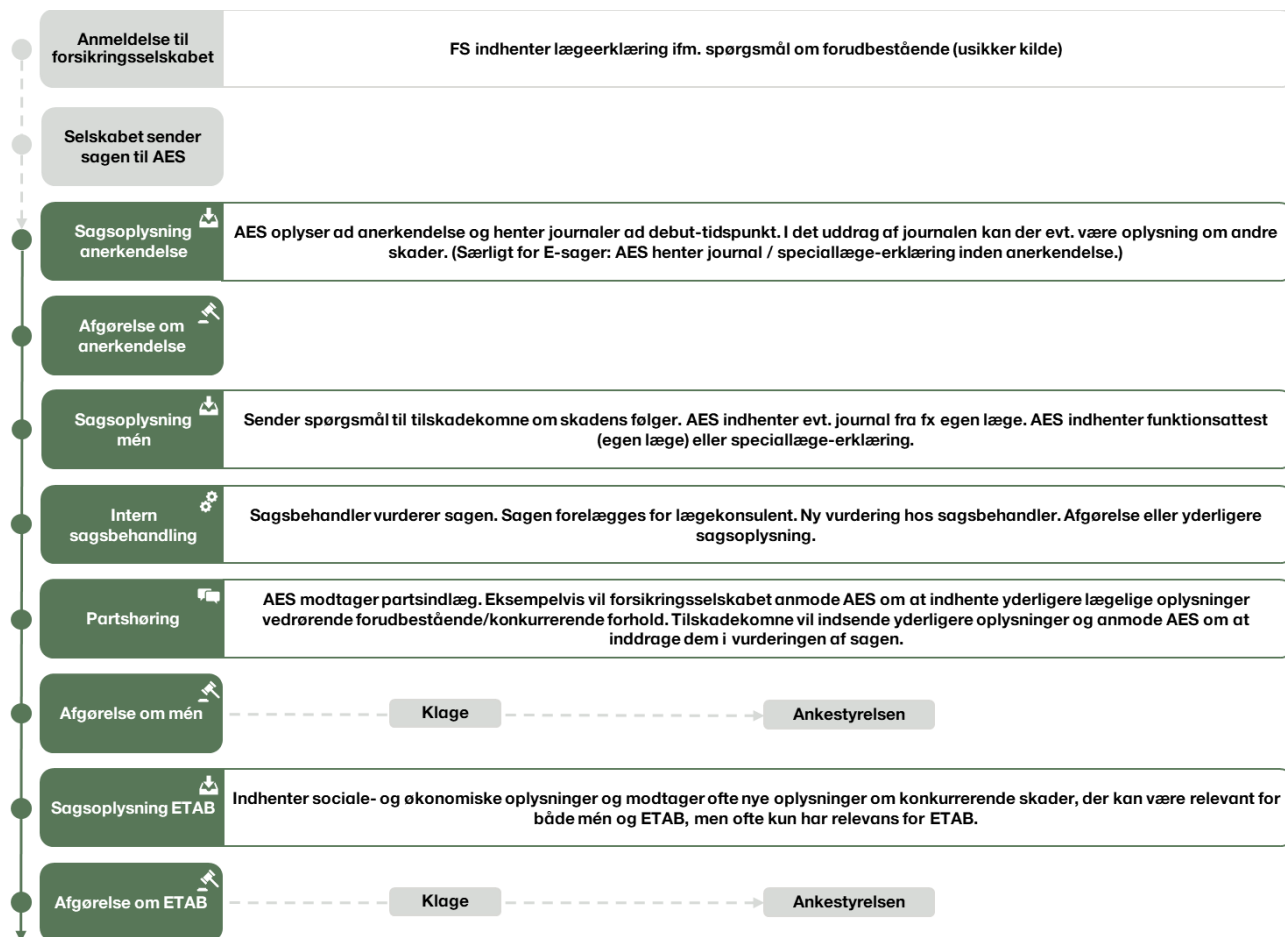 Anmeldelse til
forsikringsselskabet
FS indhenter lægeerklæring ifm. spørgsmål om forudbestående (usikker kilde)
Selskabet sender
sagen til AES
Sagsoplysning
anerkendelse
AES oplyser ad anerkendelse og henter journaler ad debut-tidspunkt. I det uddrag af journalen kan der evt. være oplysning om andre
skader. (Særligt for E-sager: AES henter journal / speciallæge-erklæring inden anerkendelse.)
Afgørelse om
anerkendelse
Sagsoplysning
mén
Sender spørgsmål til tilskadekomne om skadens følger. AES indhenter evt. journal fra fx egen læge. AES indhenter funktionsattest
(egen læge) eller speciallæge-erklæring.
Intern
sagsbehandling
Sagsbehandler vurderer sagen. Sagen forelægges for lægekonsulent. Ny vurdering hos sagsbehandler. Afgørelse eller yderligere
sagsoplysning.
Partshøring
AES modtager partsindlæg. Eksempelvis vil forsikringsselskabet anmode AES om at indhente yderligere lægelige oplysninger
vedrørende forudbestående/konkurrerende forhold. Tilskadekomne vil indsende yderligere oplysninger og anmode AES om at
inddrage dem i vurderingen af sagen.
Afgørelse om mén
Klage
Ankestyrelsen
Sagsoplysning ETAB
Indhenter sociale- og økonomiske oplysninger og modtager ofte nye oplysninger om konkurrerende skader, der kan være relevant for
både mén og ETAB, men ofte kun har relevans for ETAB.
Afgørelse om ETAB
Klage
Ankestyrelsen